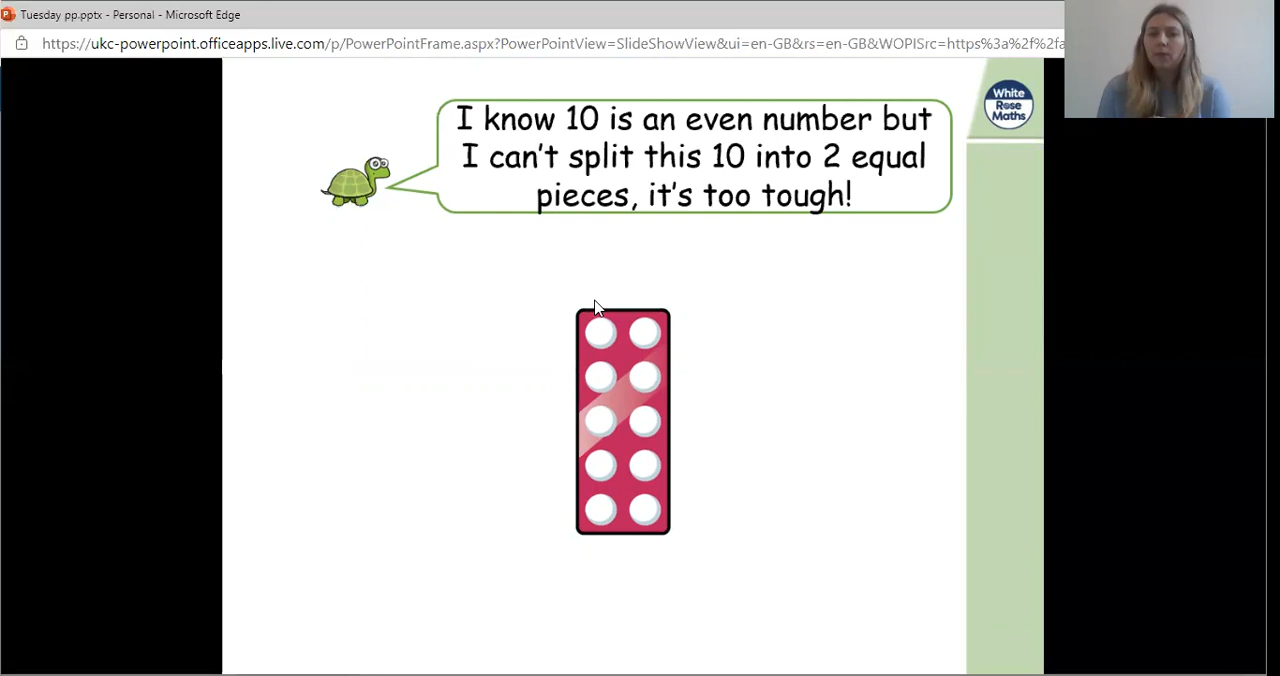 Tuesday pp.pptx - Personal - Microsoft Edge
https://ukc-powerpoint.officeapps.live.com/p/PowerPointFrame.aspx?PowerPointView=SlideShowView&ui=en-GB&rs=en-GB&WOPISrc=https%3a%2f%2fa
White
Rose
Maths
I know 10 is an even number but
I can't split this 10 into 2 equal
pieces, it's too tough!